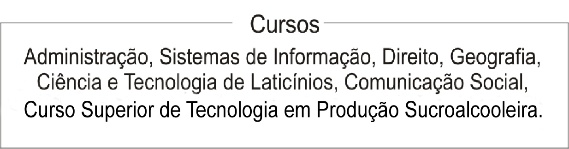 Cursos
Administração, Sistemas de Informação, Direito, Geografia,
Ciência e Tecnologia de Laticínios, Comunicação Social,
Curso Superior de Tecnologia em Produção Sucroalcooleira.